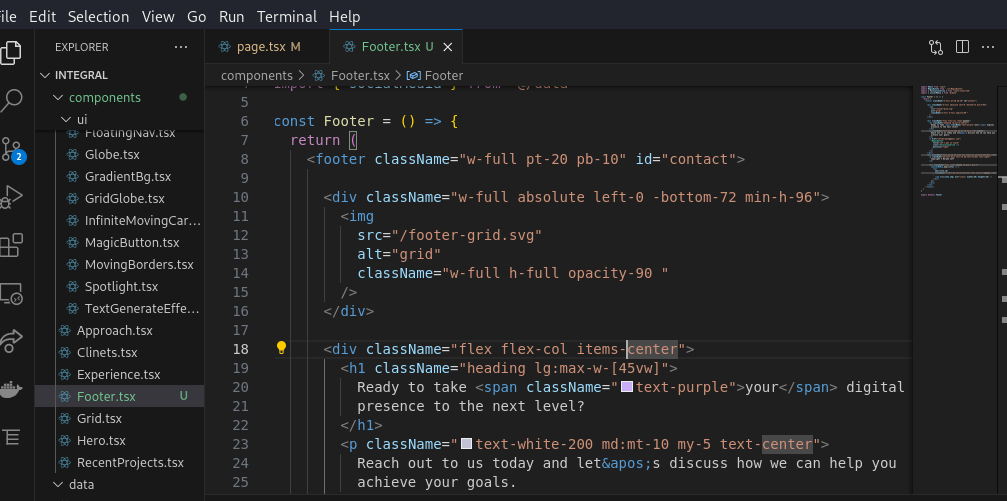 File Edit Selection View Go Run Terminal Help
EXPLORER
INTEGRAL
components
ui
FloatingNav.tsx
Globe.tsx
GradientBg.tsx
GridGlobe.tsx
InfiniteMovingCar...
MagicButton.tsx
MovingBorders.tsx
Spotlight.tsx
TextGenerateEffe...
Approach.tsx
Clinets.tsx
Experience.tsx
Footer.tsx U
Grid.tsx
Hero.tsx
RecentProjects.tsx
data
2
page.tsx M
Footer.tsx U
components > Footer.tsx > Footer
5
6 const Footer = () => {
7 return (
8 <footer className="w-full pt-20 pb-10" id="contact">
9
10 <div className="w-full absolute left-0 -bottom-72 min-h-96">
11 <img
12 src="/footer-grid.svg"
13 alt="grid"
14 className="w-full h-full opacity-90 "
15 />
16 </div>
17
18 <div className="flex flex-col items-center">
19 <h1 className="heading lg:max-w-[45vw]">
20 Ready to take <span className="text-purple">your</span> digital
21 presence to the next level?
22 </h1>
23 <p className="text-white-200 md:mt-10 my-5 text-center">
24 Reach out to us today and let&apos;s discuss how we can help you
25 achieve your goals.